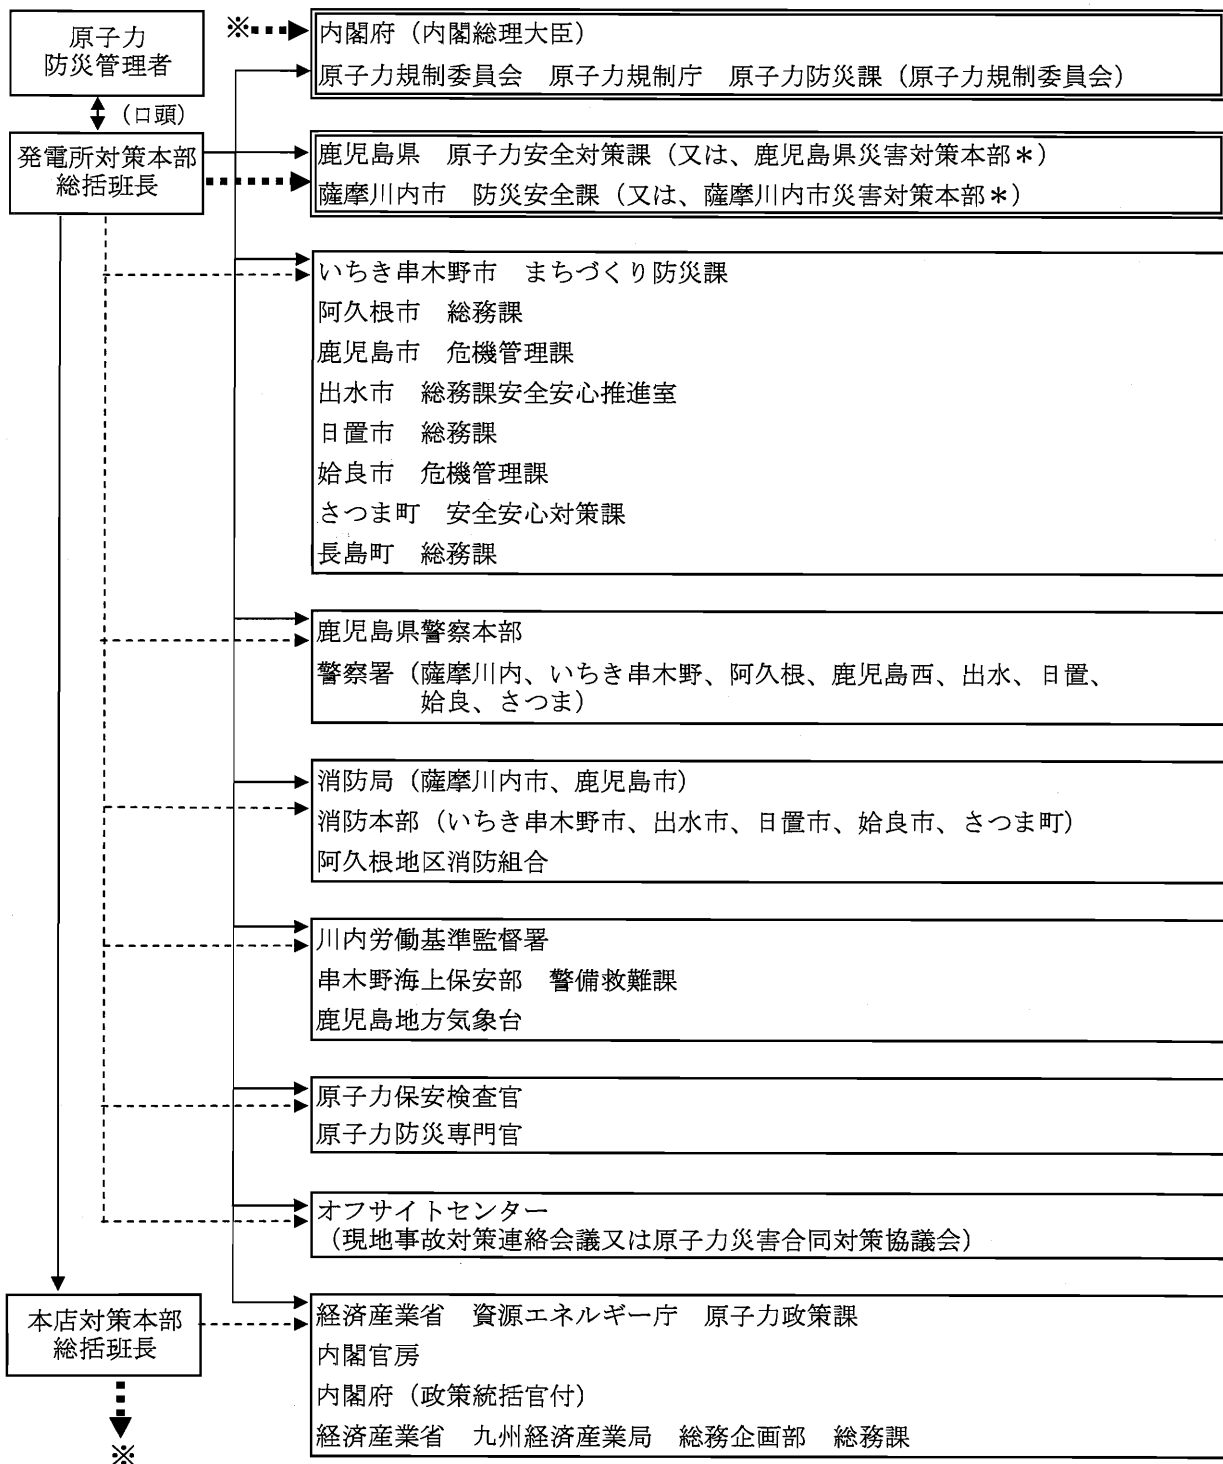 原子力
防災管理者
(口頭)
発電所対策本部
総括班長
※
内閣府（内閣総理大臣）
原子力規制委員会　原子力規制庁　原子力防災課（原子力規制委員会）
鹿児島県　原子力安全対策課（又は、鹿児島県災害対策本部＊）
薩摩川内市　防災安全課（又は、薩摩川内市災害対策本部＊）
いちき串木野市　まちづくり防災課
阿久根市　総務課
鹿児島市　危機管理課
出水市　総務課安全安心推進室
日置市　総務課
姶良市　危機管理課
さつま町　安全安心対策課
長島町　総務課
鹿児島県警察本部
警察署（薩摩川内、いちき串木野、阿久根、鹿児島西、出水、日置、
姶良、さつま）
消防局（薩摩川内市、鹿児島市）
消防本部（いちき串木野市、出水市、日置市、姶良市、さつま町）
阿久根地区消防組合
川内労働基準監督署
串木野海上保安部　警備救難課
鹿児島地方気象台
原子力保安検査官
原子力防災専門官
オフサイトセンター
（現地事故対策連絡会議又は原子力災害合同対策協議会）
本店対策本部
総括班長
※
経済産業省　資源エネルギー庁　原子力政策課
内閣官房
内閣府（政策統括官付）
経済産業省　九州経済産業局　総務企画部　総務課